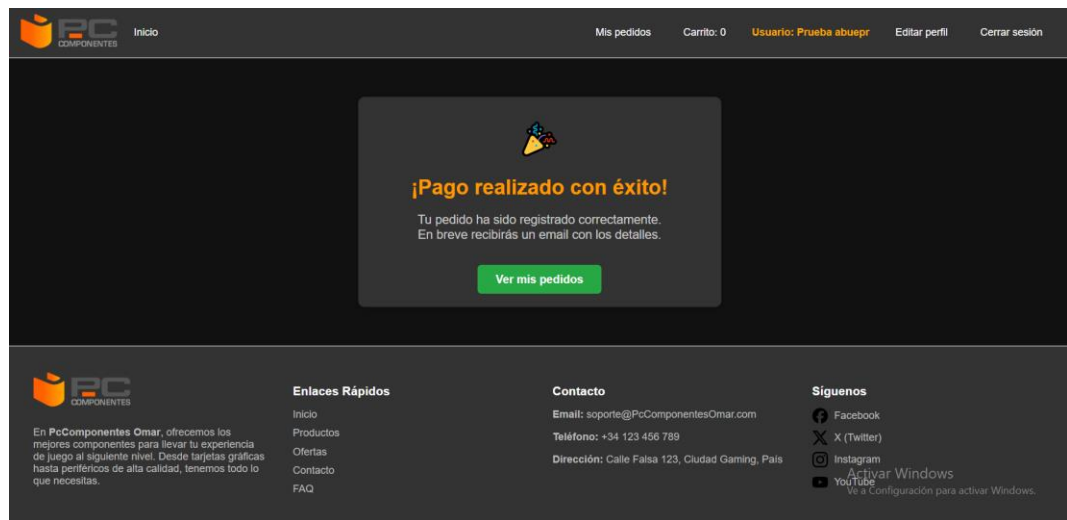 PC
COMPONENTES
Inicio
Mis pedidos
Carrito: 0
Usuario: Prueba abuepr
Editar perfil
Cerrar sesión
¡Pago realizado con éxito!
Tu pedido ha sido registrado correctamente.
En breve recibirás un email con los detalles.
Ver mis pedidos
PC
COMPONENTES
En PcComponentes Omar, ofrecemos los
mejores componentes para llevar tu experiencia
de juego al siguiente nivel. Desde tarjetas gráficas
hasta periféricos de alta calidad, tenemos todo lo
que necesitas.
Enlaces Rápidos
Inicio
Productos
Ofertas
Contacto
FAQ
Contacto
Email: soporte@PcComponentesOmar.com
Teléfono: +34 123 456 789
Dirección: Calle Falsa 123, Ciudad Gaming, País
Síguenos
Facebook
X (Twitter)
Instagram
YouTube
Activar Windows
Ve a Configuración para activar Windows.